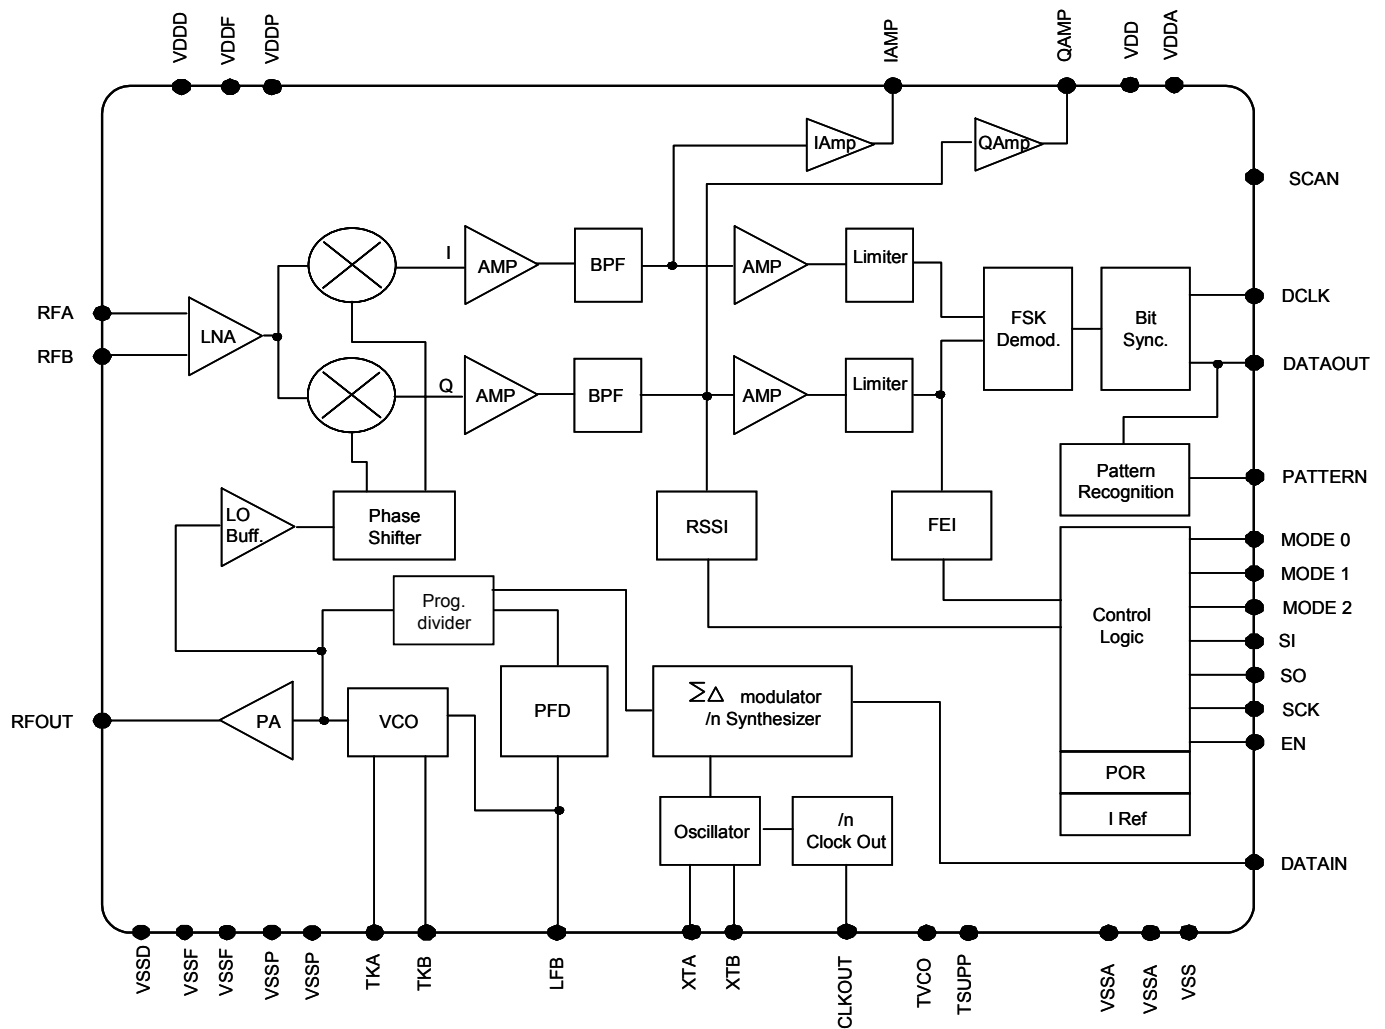 VDDD
VDDF
VDDP
IAMP
QAMP
VDD
VDDA
IAmp
QAmp
SCAN
I
AMP
BPF
AMP
Limiter
RFA
RFB
LNA
FSK
Demod.
Bit
Sync.
DCLK
DATAOUT
Q
AMP
BPF
AMP
Limiter
Pattern
Recognition
PATTERN
LO
Buff.
Phase
Shifter
RSSI
FEI
MODE 0
MODE 1
MODE 2
SI
SO
SCK
EN
Control
Logic
POR
I Ref
Prog.
divider
RFOUT
PA
VCO
PFD
ΣΔ modulator
/n Synthesizer
Oscillator
/n
Clock Out
DATAIN
VSSD
VSSF
VSSF
VSSP
VSSP
TKA
TKB
LFB
XTA
XTB
CLKOUT
TVCO
TSUPP
VSSA
VSSA
VSS